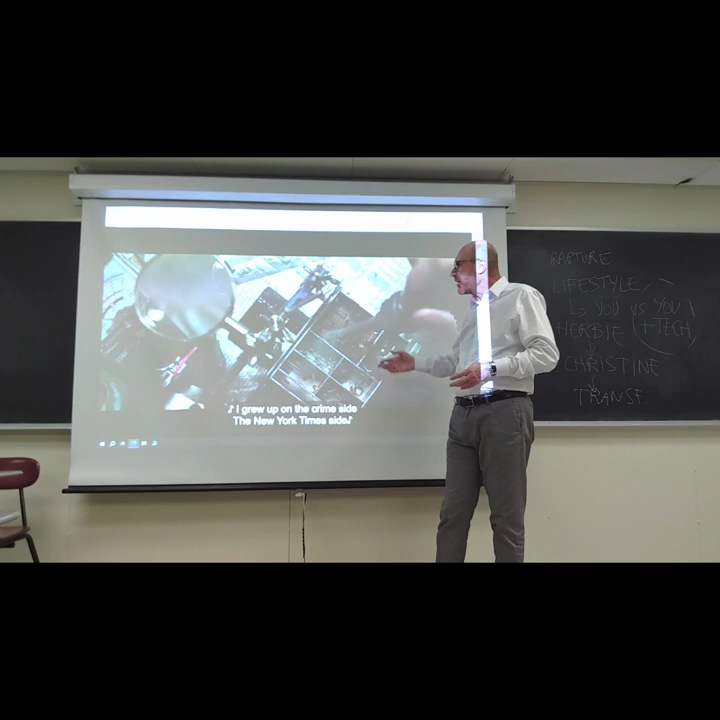 ♪ I grew up on the crime side
The New York Times side♪
RAPTURE
LIFESTYLE
↳ YOU vs YOU
HERBIE + TECH
CHRISTINE
TRANSF.